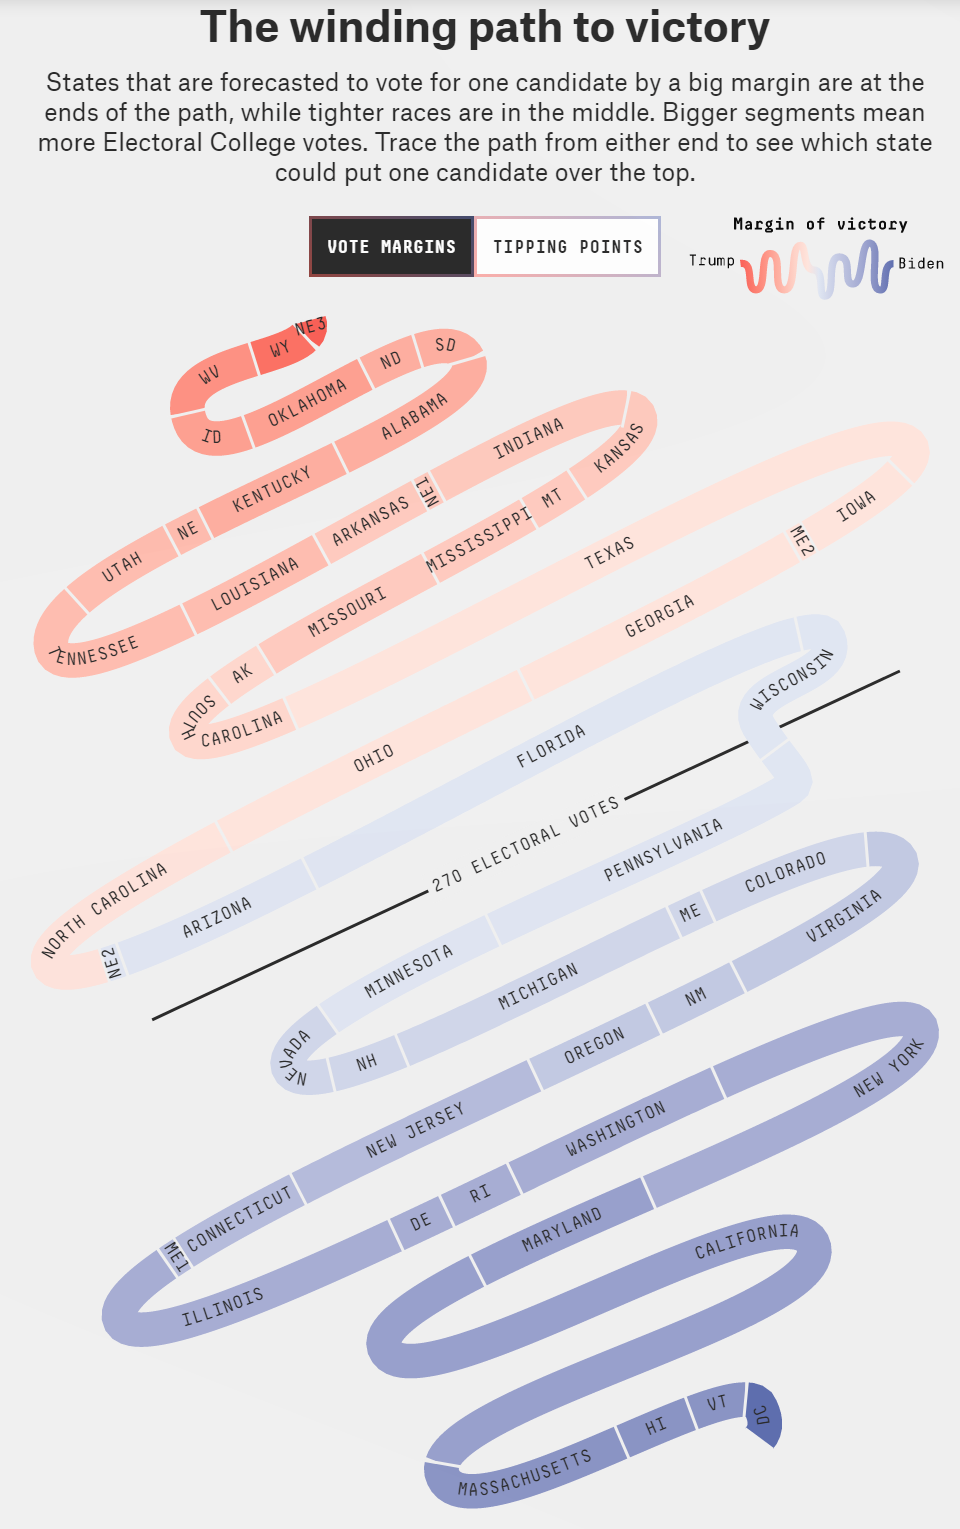 The winding path to victory
States that are forecasted to vote for one candidate by a big margin are at the
ends of the path, while tighter races are in the middle. Bigger segments mean
more Electoral College votes. Trace the path from either end to see which state
could put one candidate over the top.
VOTE MARGINS
TIPPING POINTS
Margin of victory
Trump
Biden
NE3
WY
WV
ID
OKLAHOMA
ND
SD
ALABAMA
KENTUCKY
NE
UTAH
TENNESSEE
LOUISIANA
ARKANSAS
NE1
INDIANA
KANSAS
MT
MISSISSIPPI
MISSOURI
AK
SOUTH CAROLINA
TEXAS
IOWA
ME2
GEORGIA
OHIO
NORTH CAROLINA
NE2
ARIZONA
FLORIDA
WISCONSIN
270 ELECTORAL VOTES
PENNSYLVANIA
MINNESOTA
NEVADA
NH
MICHIGAN
ME
COLORADO
VIRGINIA
NM
OREGON
NEW JERSEY
CONNECTICUT
ME1
ILLINOIS
DE
RI
WASHINGTON
NEW YORK
MARYLAND
CALIFORNIA
MASSACHUSETTS
HI
VT
DC